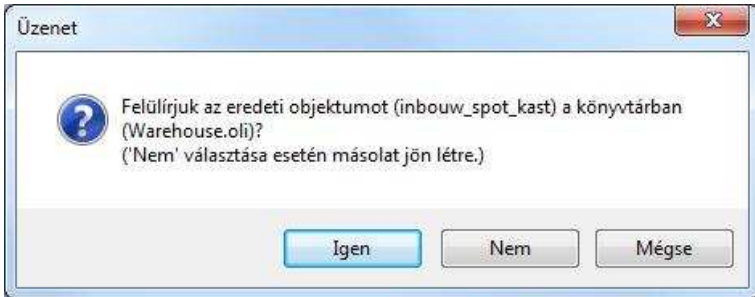 Üzenet
Felülírjuk az eredeti objektumot (inbouw_spot_kast) a könyvtárban
(Warehouse.oli)?
('Nem' választása esetén másolat jön létre.)
Igen
Nem
Mégse